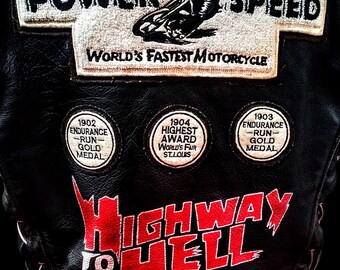 POWER SPEED
WORLD'S FASTEST MOTORCYCLE
1902
ENDURANCE
—RUN—
GOLD
MEDAL
1904
HIGHEST
AWARD
WORLD'S FAIR
ST. LOUIS
1903
ENDURANCE
—RUN—
GOLD
MEDAL
HIGHWAY
TO HELL